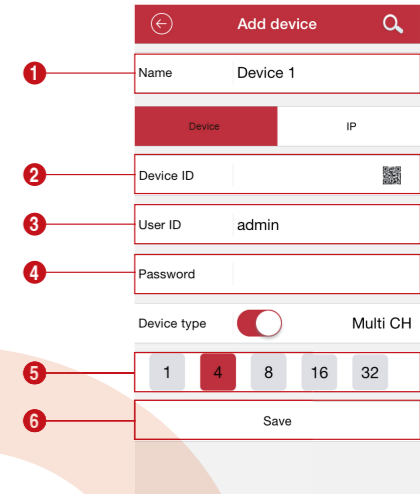 Add device
1 Name Device 1
Device IP
2 Device ID
3 User ID admin
4 Password
Device type Multi CH
5 1 4 8 16 32
6 Save